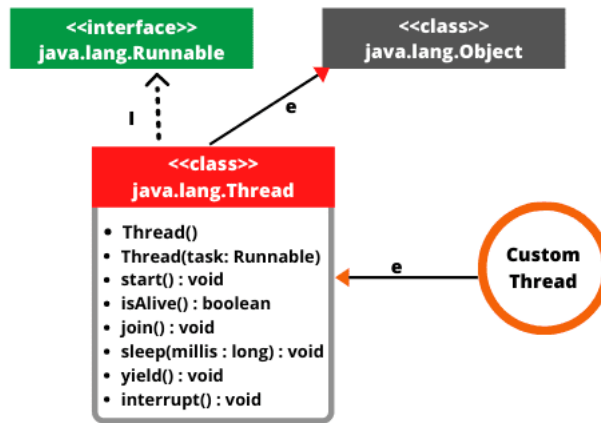 <<interface>>
java.lang.Runnable
<<class>>
java.lang.Object
I
e
<<class>>
java.lang.Thread
• Thread()
• Thread(task: Runnable)
• start() : void
• isAlive() : boolean
• join() : void
• sleep(millis : long) : void
• yield() : void
• interrupt() : void
e
Custom
Thread